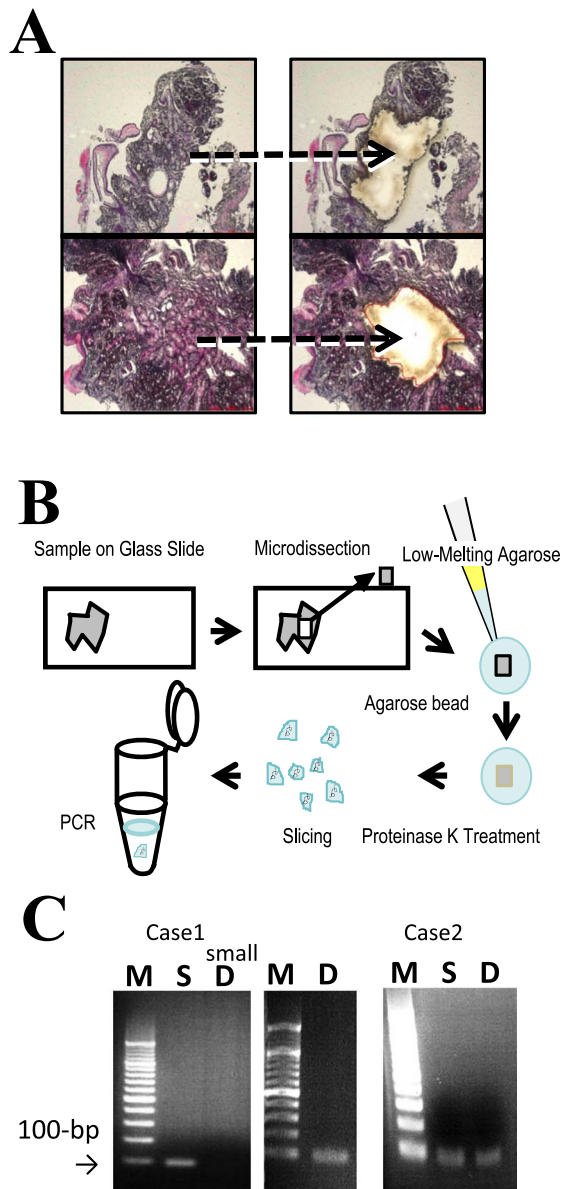 A
B
Sample on Glass Slide
Microdissection
Low-Melting Agarose
Agarose bead
PCR
Slicing
Proteinase K Treatment
C
Case1
Case2
small
M S D M D M S D
100-bp
→